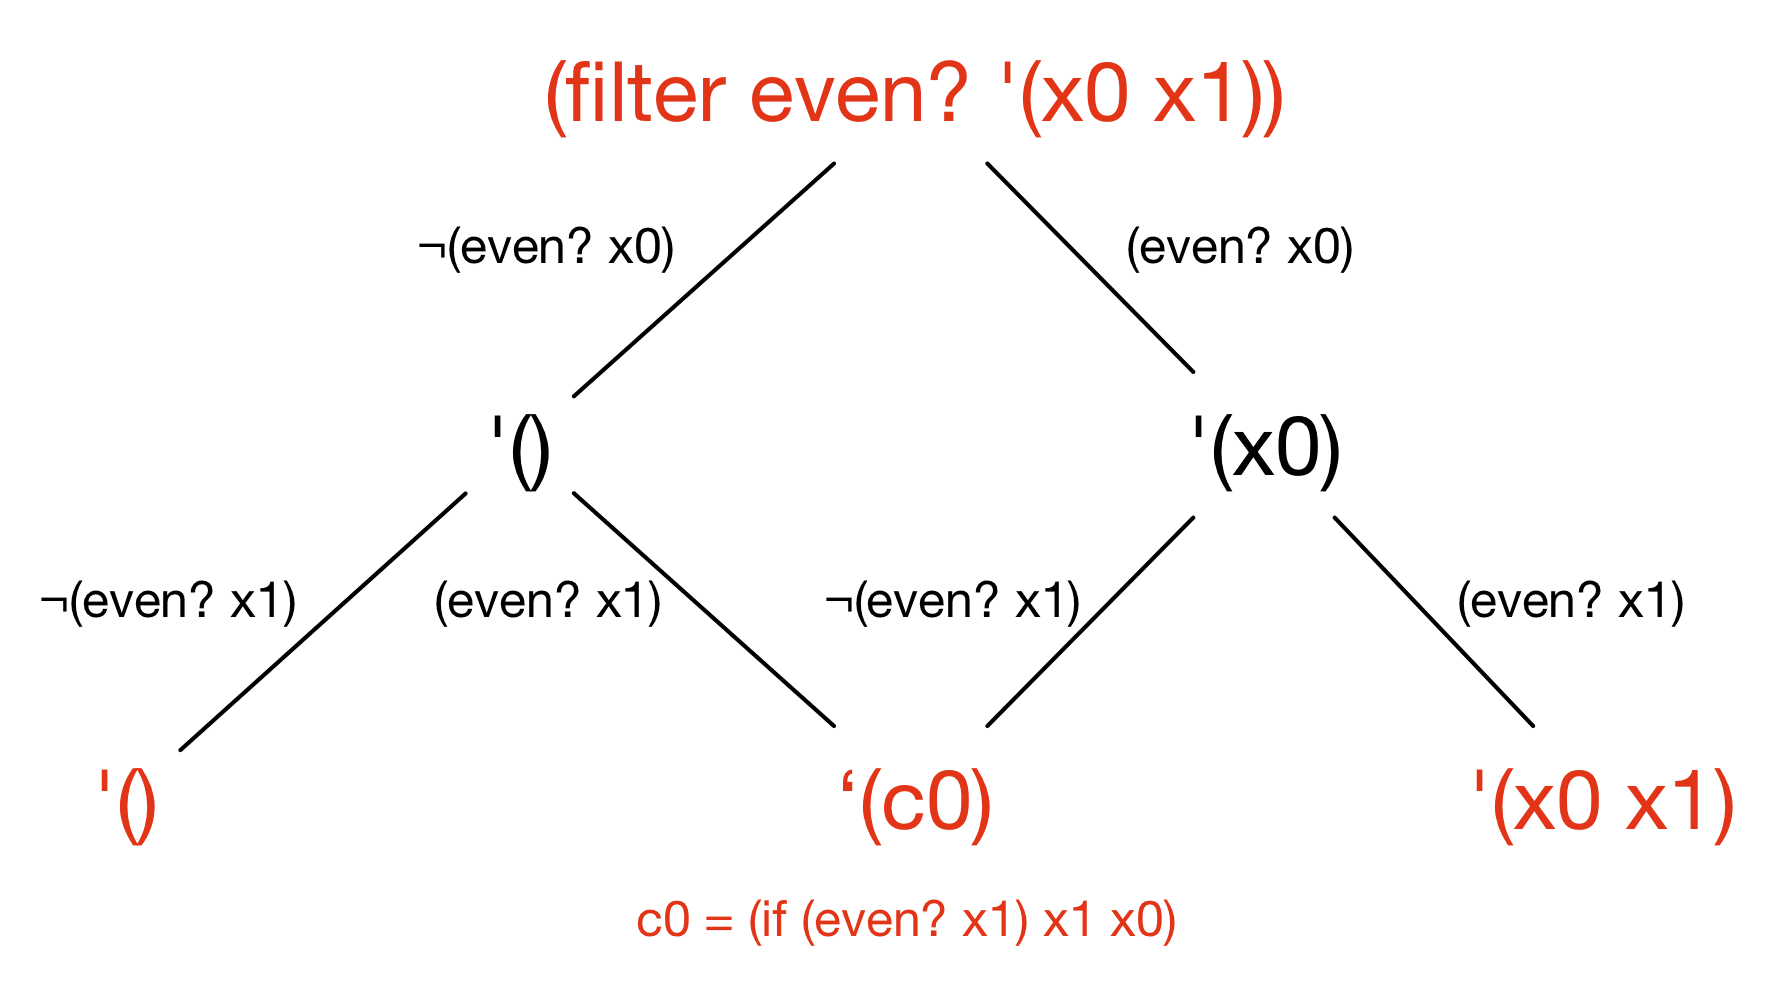 (filter even? '(x0 x1))
¬(even? x0)
(even? x0)
'()
'(x0)
¬(even? x1)
(even? x1)
¬(even? x1)
(even? x1)
'()
‘(c0)
'(x0 x1)
c0 = (if (even? x1) x1 x0)